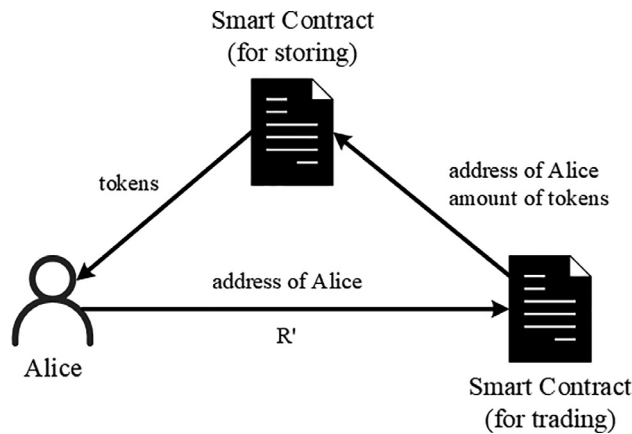 Smart Contract
(for storing)
tokens
address of Alice
amount of tokens
address of Alice
R'
Alice
Smart Contract
(for trading)